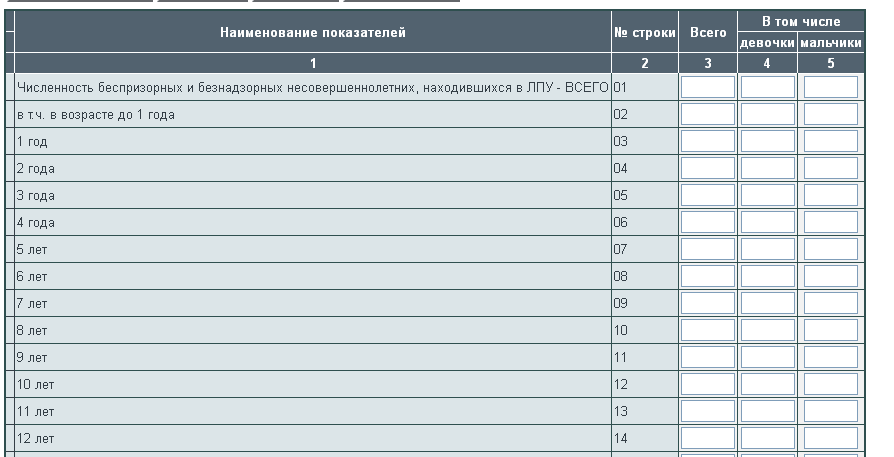 Наименование показателей № строки Всего В том числе
девочки мальчики
1 2 3 4 5
Численность беспризорных и безнадзорных несовершеннолетних, находившихся в ЛПУ - ВСЕГО 01
в т.ч. в возрасте до 1 года 02
1 год 03
2 года 04
3 года 05
4 года 06
5 лет 07
6 лет 08
7 лет 09
8 лет 10
9 лет 11
10 лет 12
11 лет 13
12 лет 14